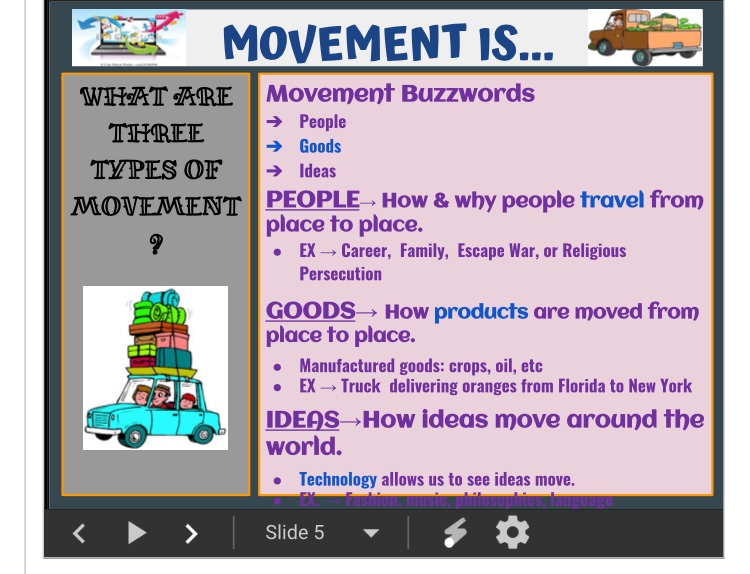 MOVEMENT IS...
WHAT ARE
THREE
TYPES OF
MOVEMENT
?
Movement Buzzwords
➔ People
➔ Goods
➔ Ideas
PEOPLE→ How & why people travel from
place to place.
● EX → Career, Family, Escape War, or Religious
Persecution
GOODS→ How products are moved from
place to place.
● Manufactured goods: crops, oil, etc
● EX → Truck delivering oranges from Florida to New York
IDEAS→How ideas move around the
world.
● Technology allows us to see ideas move.
● EX. → Fashion, music, philosophies, language
Slide 5